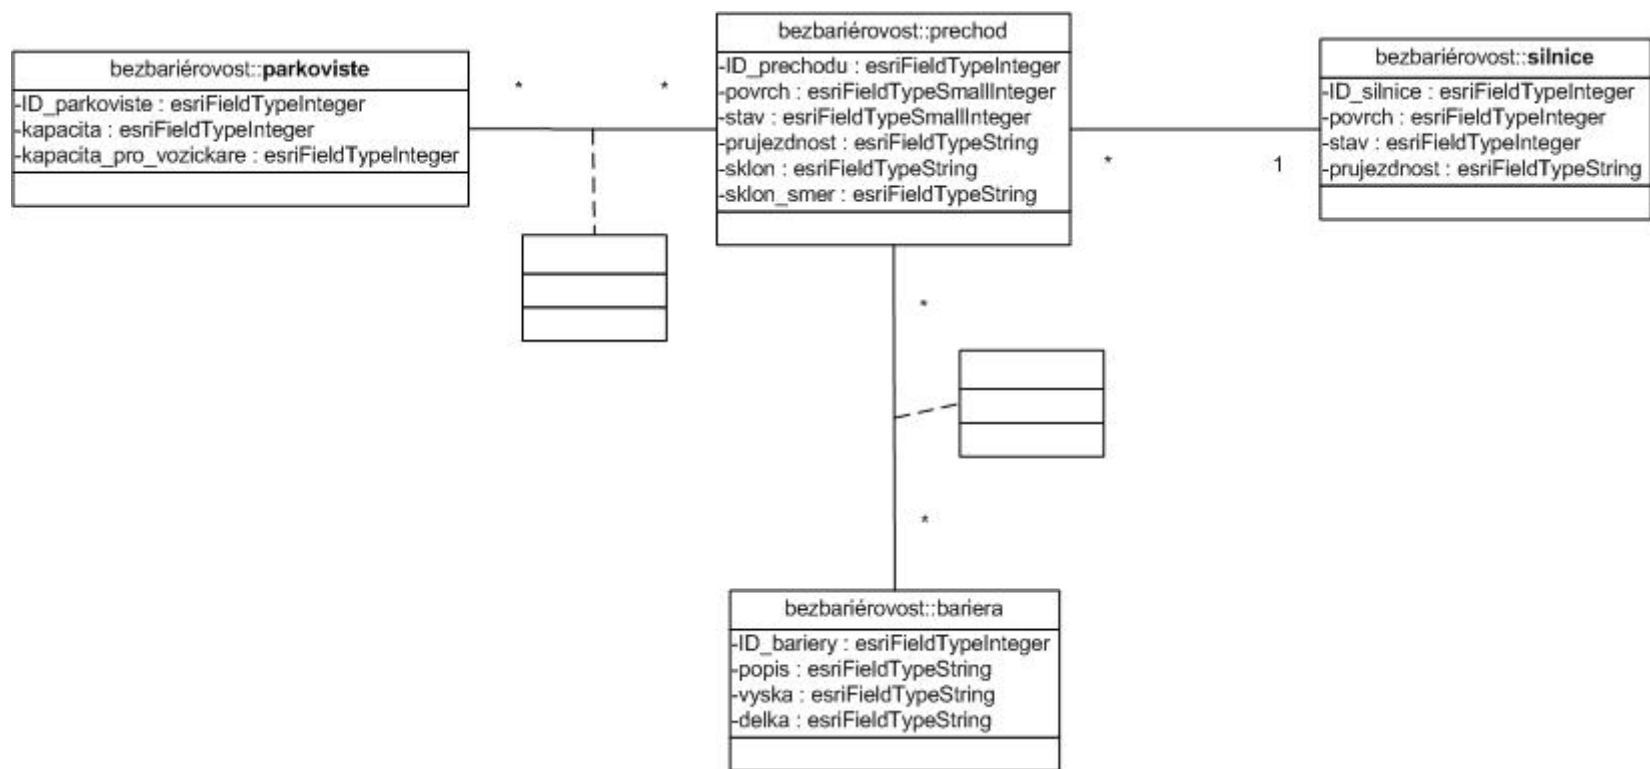 bezbariérovost::parkoviste
-ID_parkoviste : esriFieldTypeInteger
-kapacita : esriFieldTypeInteger
-kapacita_pro_vozickare : esriFieldTypeInteger
*
*
bezbariérovost::prechod
-ID_prechodu : esriFieldTypeInteger
-povrch : esriFieldTypeSmallInteger
-stav : esriFieldTypeSmallInteger
-prujezdnost : esriFieldTypeString
-sklon : esriFieldTypeString
-sklon_smer : esriFieldTypeString
*
1
bezbariérovost::silnice
-ID_silnice : esriFieldTypeInteger
-povrch : esriFieldTypeInteger
-stav : esriFieldTypeInteger
-prujezdnost : esriFieldTypeString
*
*
bezbariérovost::bariera
-ID_bariery : esriFieldTypeInteger
-popis : esriFieldTypeString
-vyska : esriFieldTypeString
-delka : esriFieldTypeString